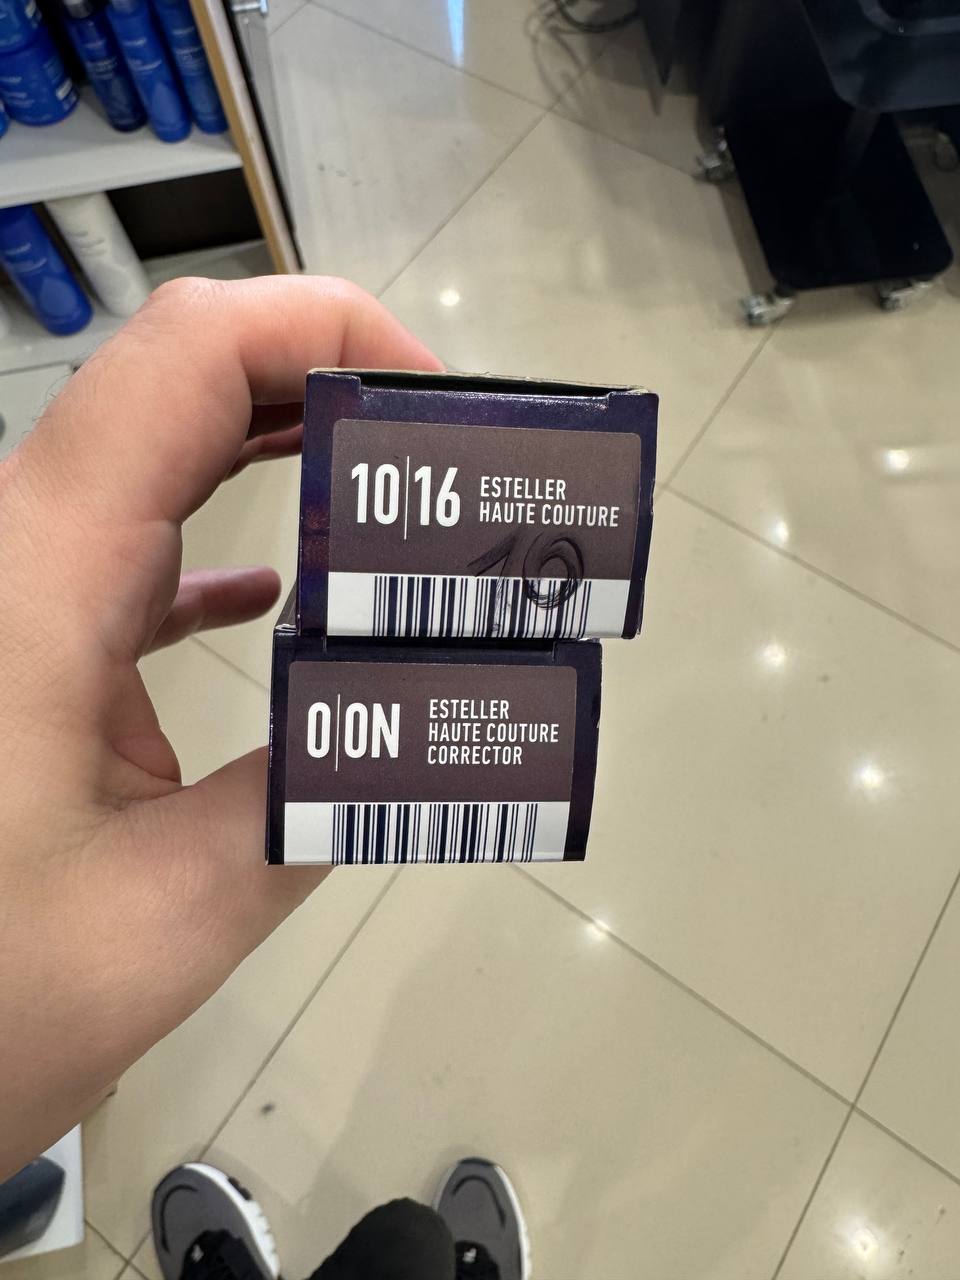 10|16
ESTELLER
HAUTE COUTURE
10
0|0N
ESTELLER
HAUTE COUTURE
CORRECTOR